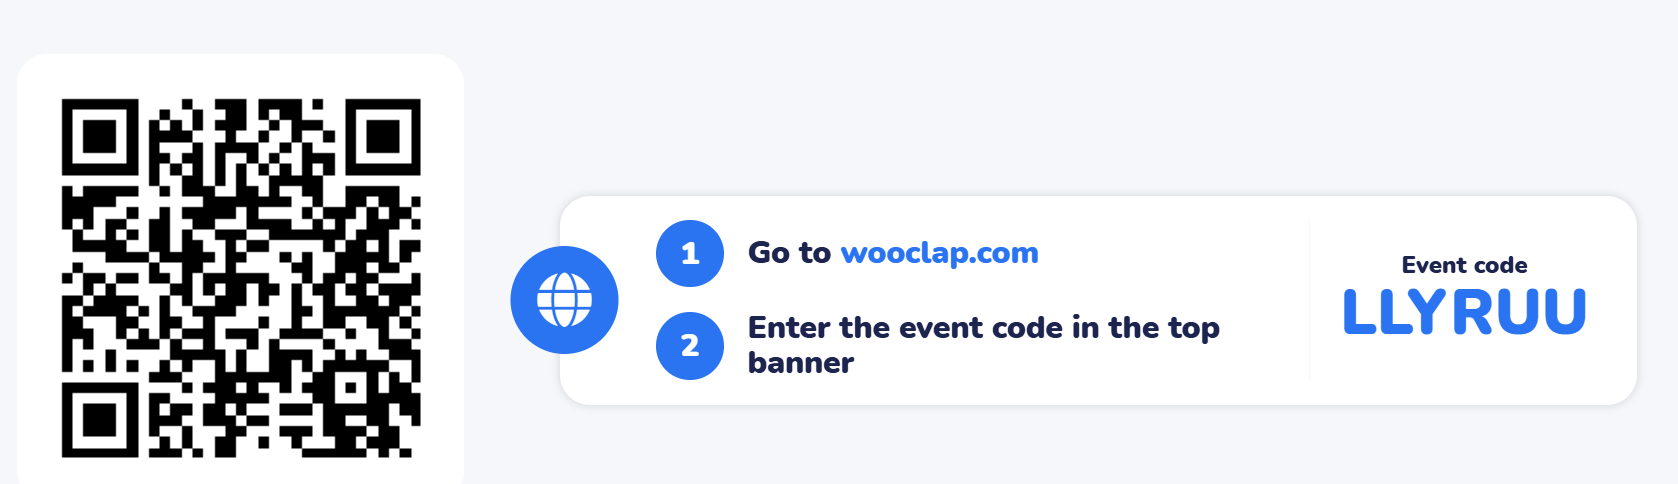 1 Go to wooclap.com
2 Enter the event code in the top
banner
Event code
LLYRUU